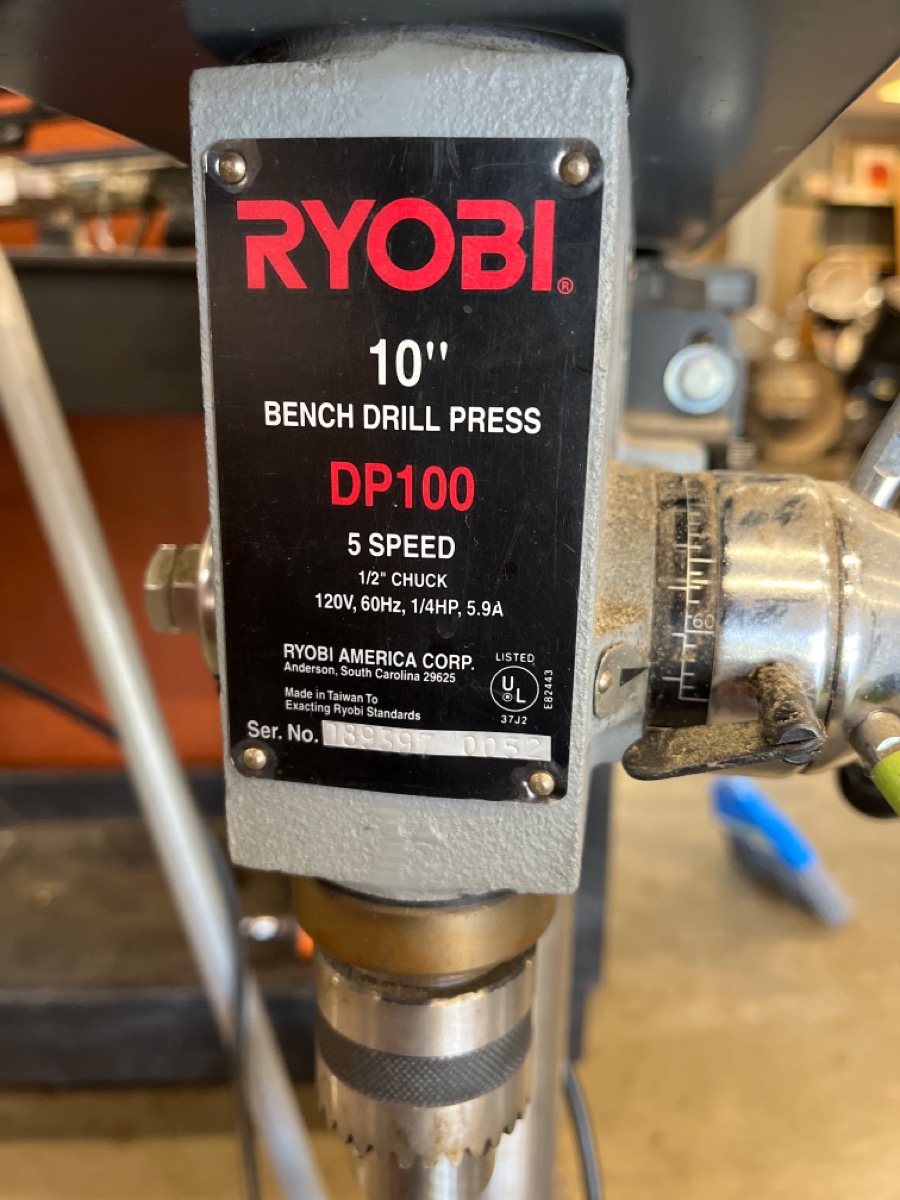 RYOBI®
10"
BENCH DRILL PRESS
DP100
5 SPEED
1/2" CHUCK
120V, 60Hz, 1/4HP, 5.9A
RYOBI AMERICA CORP.
Anderson, South Carolina 29625
Made in Taiwan To
Exacting Ryobi Standards
LISTED
UL®
E82443
37J2
Ser. No. 0052
60